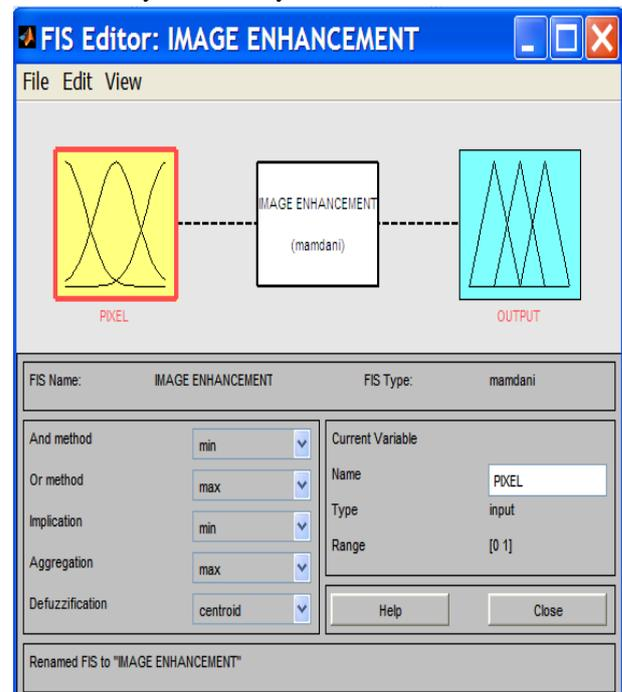 FIS Editor: IMAGE ENHANCEMENT
File Edit View
IMAGE ENHANCEMENT
(mamdani)
PIXEL
OUTPUT
FIS Name: IMAGE ENHANCEMENT FIS Type: mamdani
And method min
Or method max
Implication min
Aggregation max
Defuzzification centroid
Current Variable
Name PIXEL
Type input
Range [0 1]
Help Close
Renamed FIS to "IMAGE ENHANCEMENT"